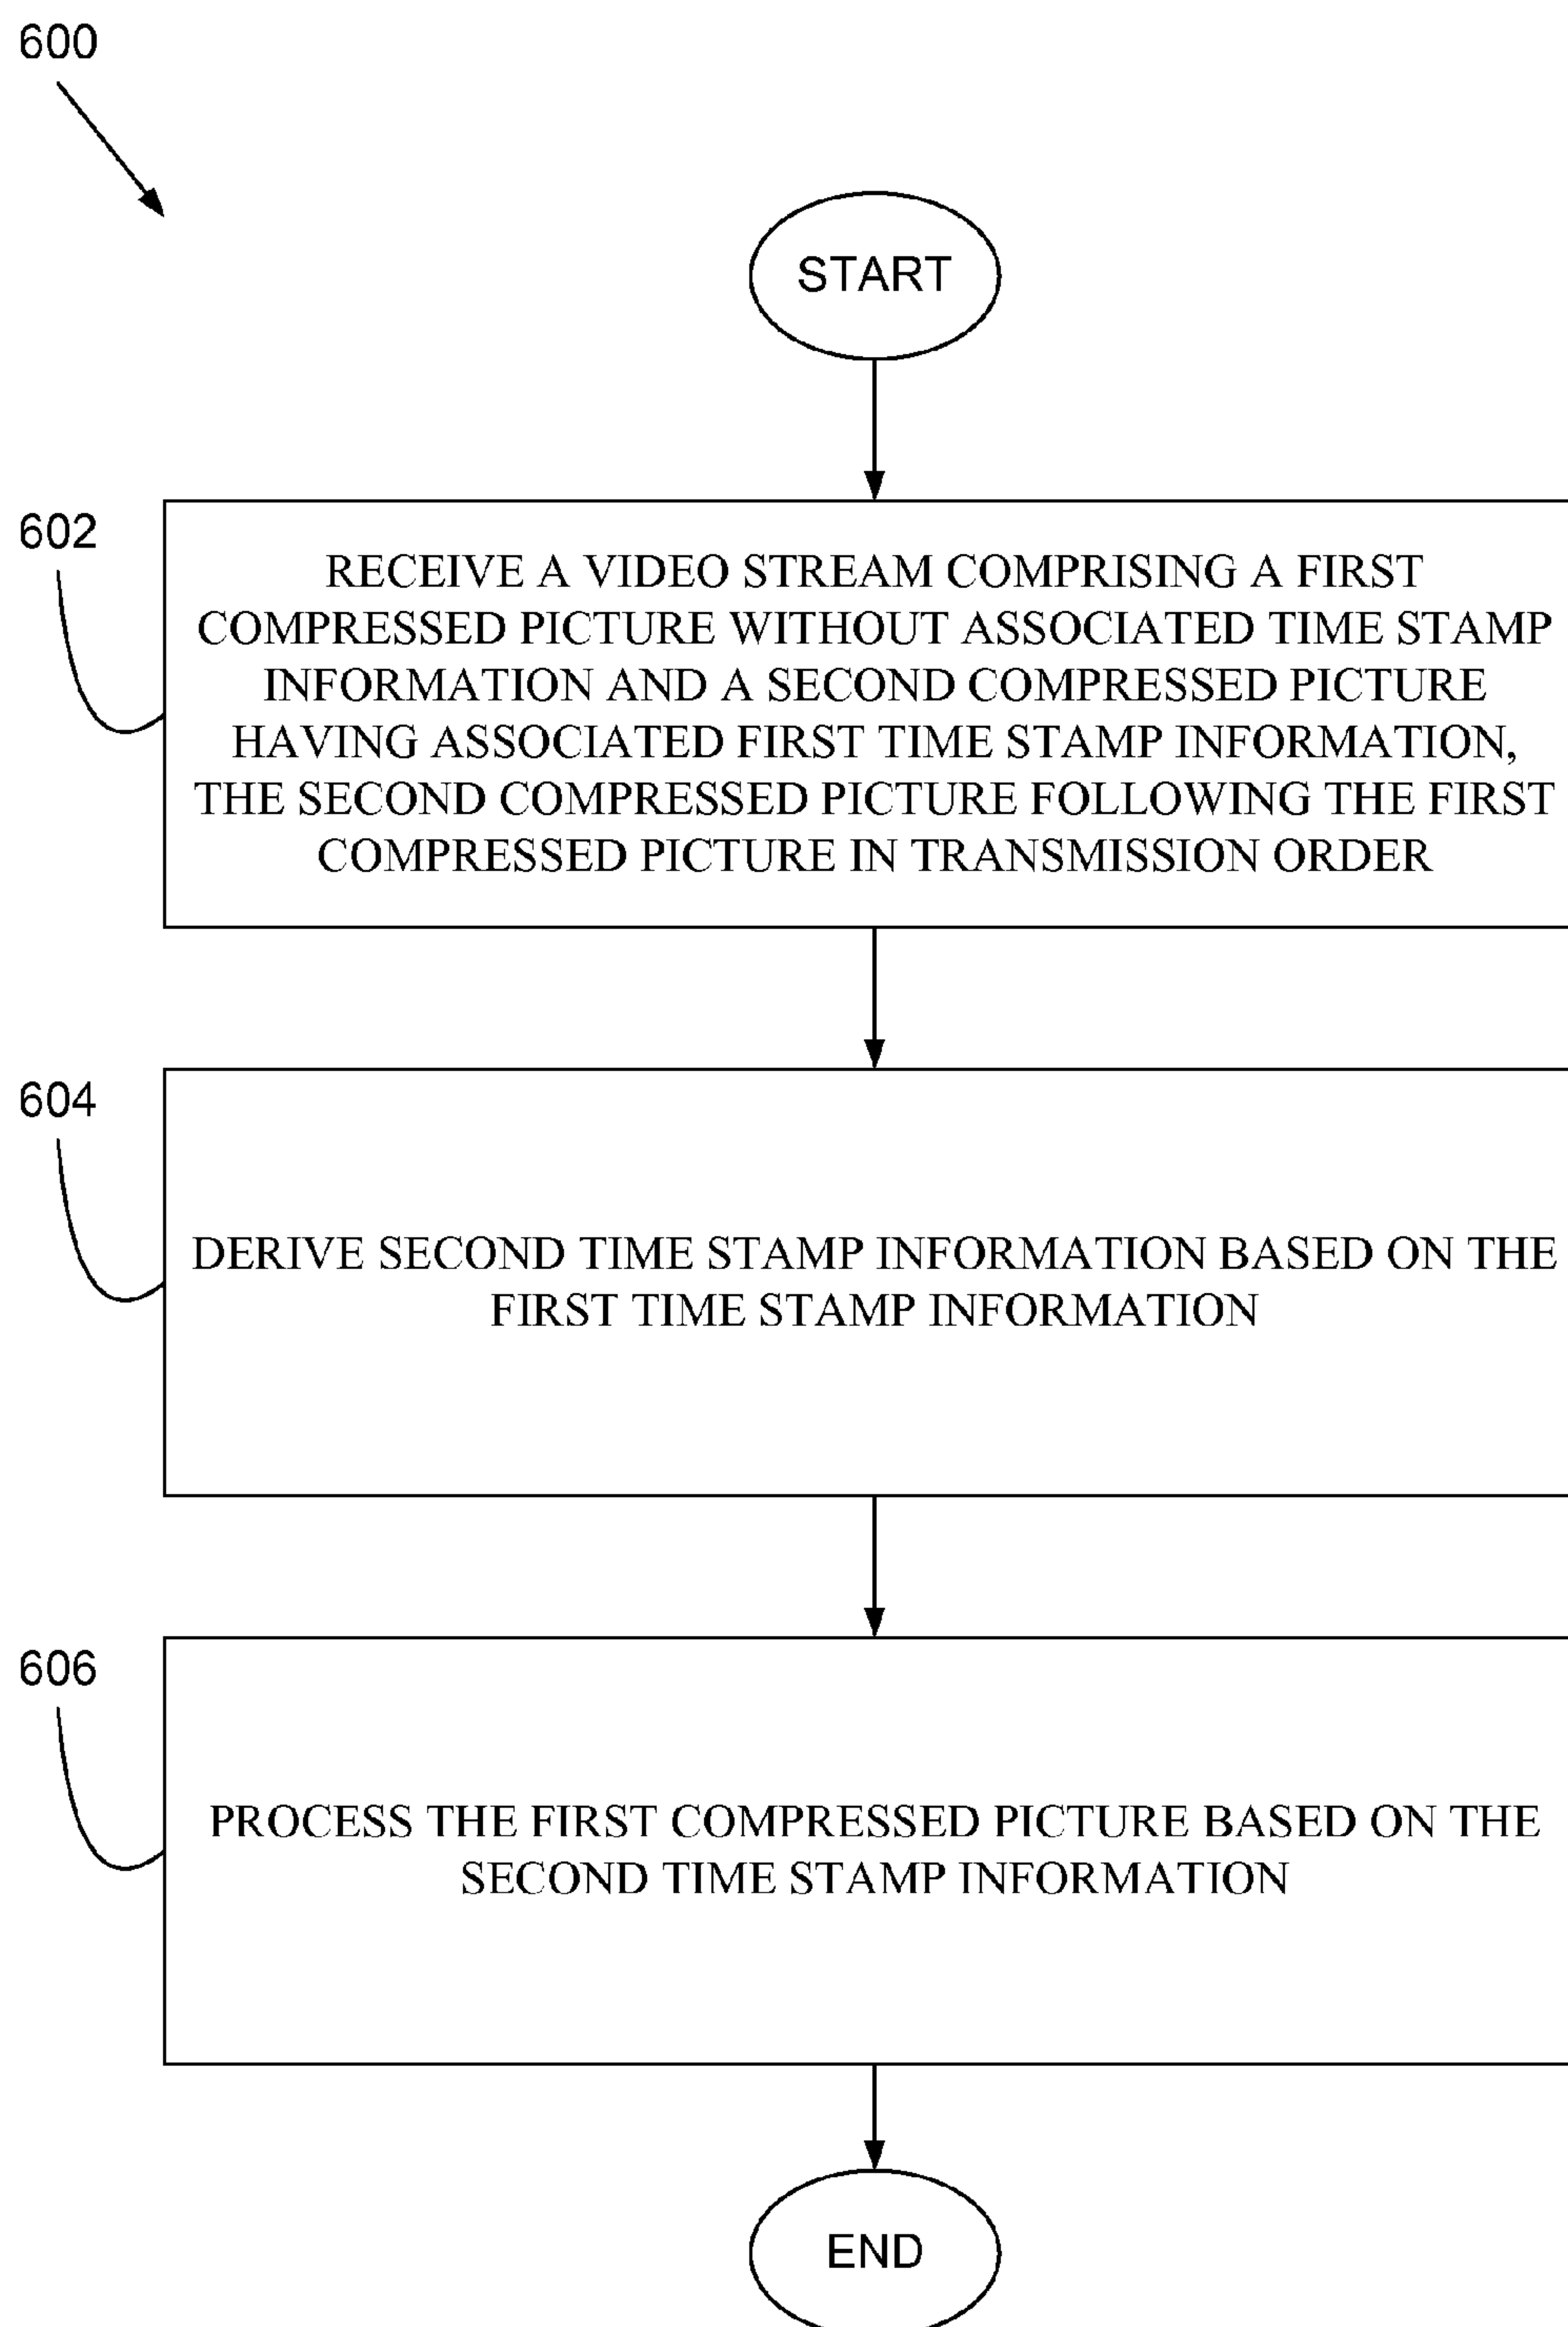 600
START
602
RECEIVE A VIDEO STREAM COMPRISING A FIRST
COMPRESSED PICTURE WITHOUT ASSOCIATED TIME STAMP
INFORMATION AND A SECOND COMPRESSED PICTURE
HAVING ASSOCIATED FIRST TIME STAMP INFORMATION,
THE SECOND COMPRESSED PICTURE FOLLOWING THE FIRST
COMPRESSED PICTURE IN TRANSMISSION ORDER
604
DERIVE SECOND TIME STAMP INFORMATION BASED ON THE
FIRST TIME STAMP INFORMATION
606
PROCESS THE FIRST COMPRESSED PICTURE BASED ON THE
SECOND TIME STAMP INFORMATION
END